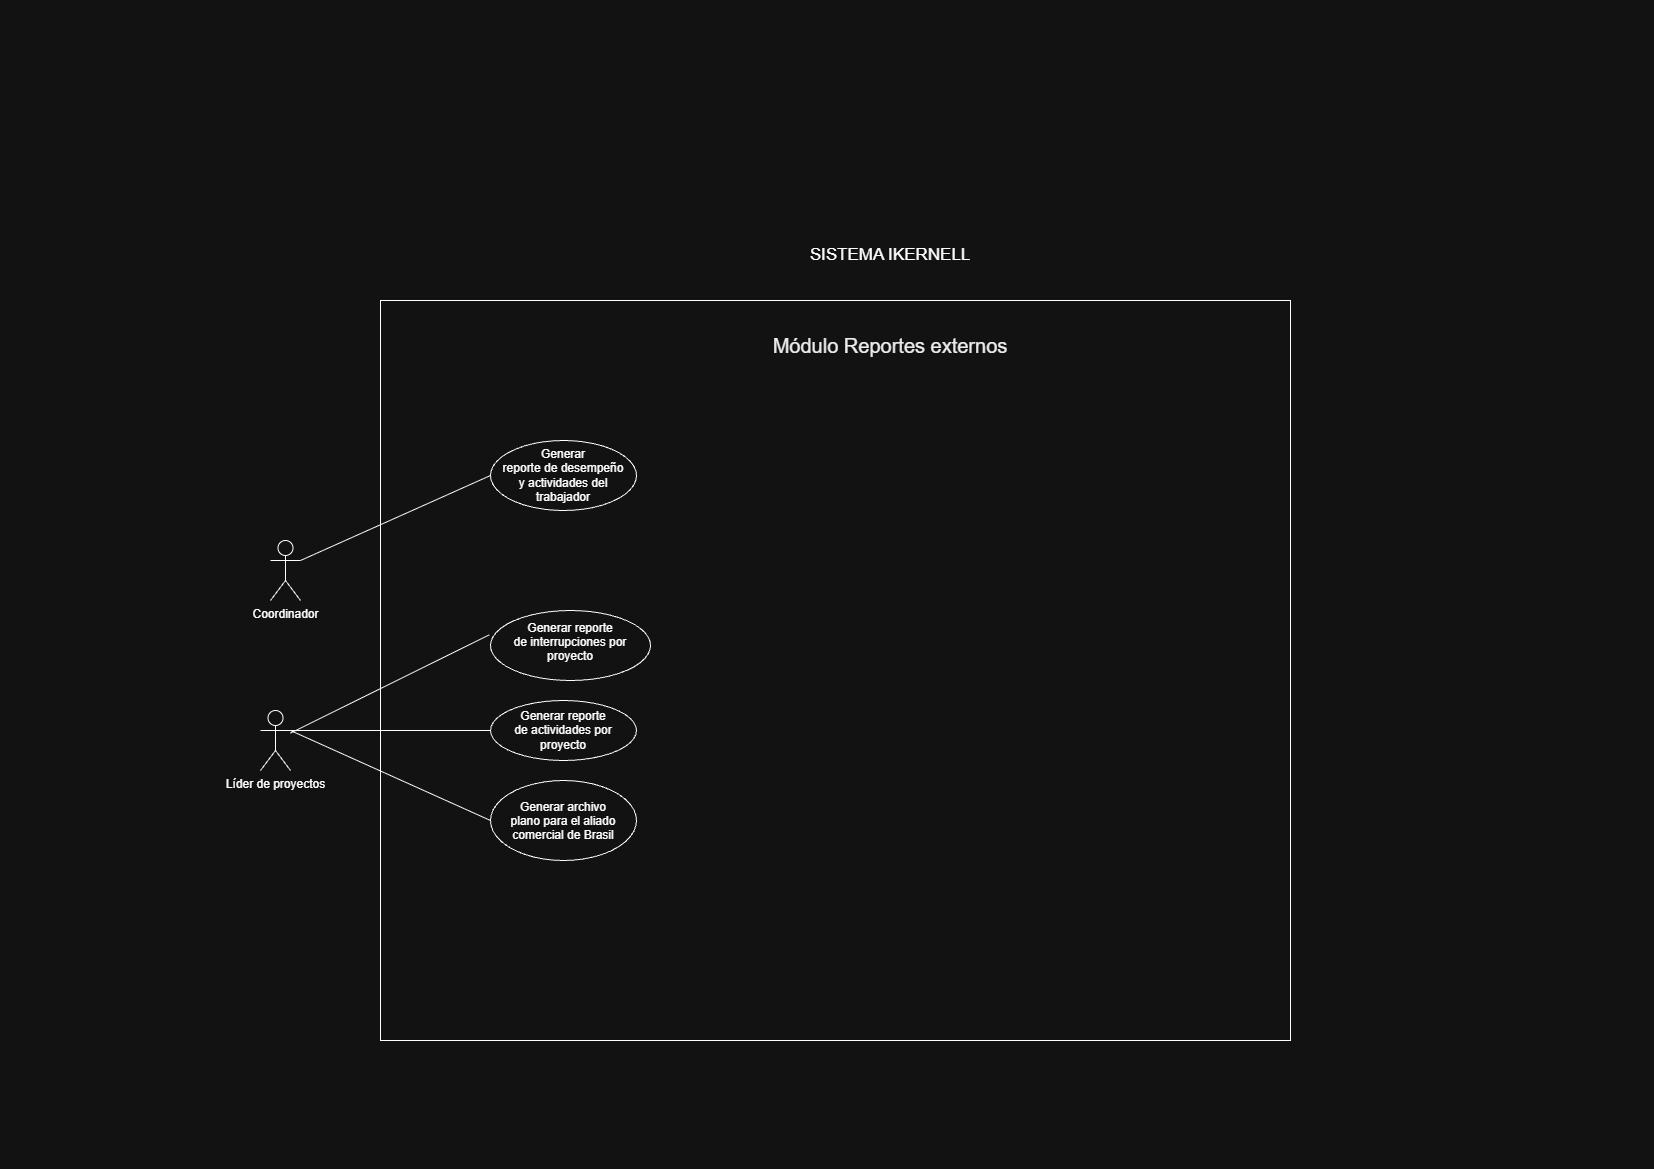 SISTEMA IKERNELL
Módulo Reportes externos
Generar
reporte de desempeño
y actividades del
trabajador
Coordinador
Generar reporte
de interrupciones por
proyecto
Generar reporte
de actividades por
proyecto
Líder de proyectos
Generar archivo
plano para el aliado
comercial de Brasil